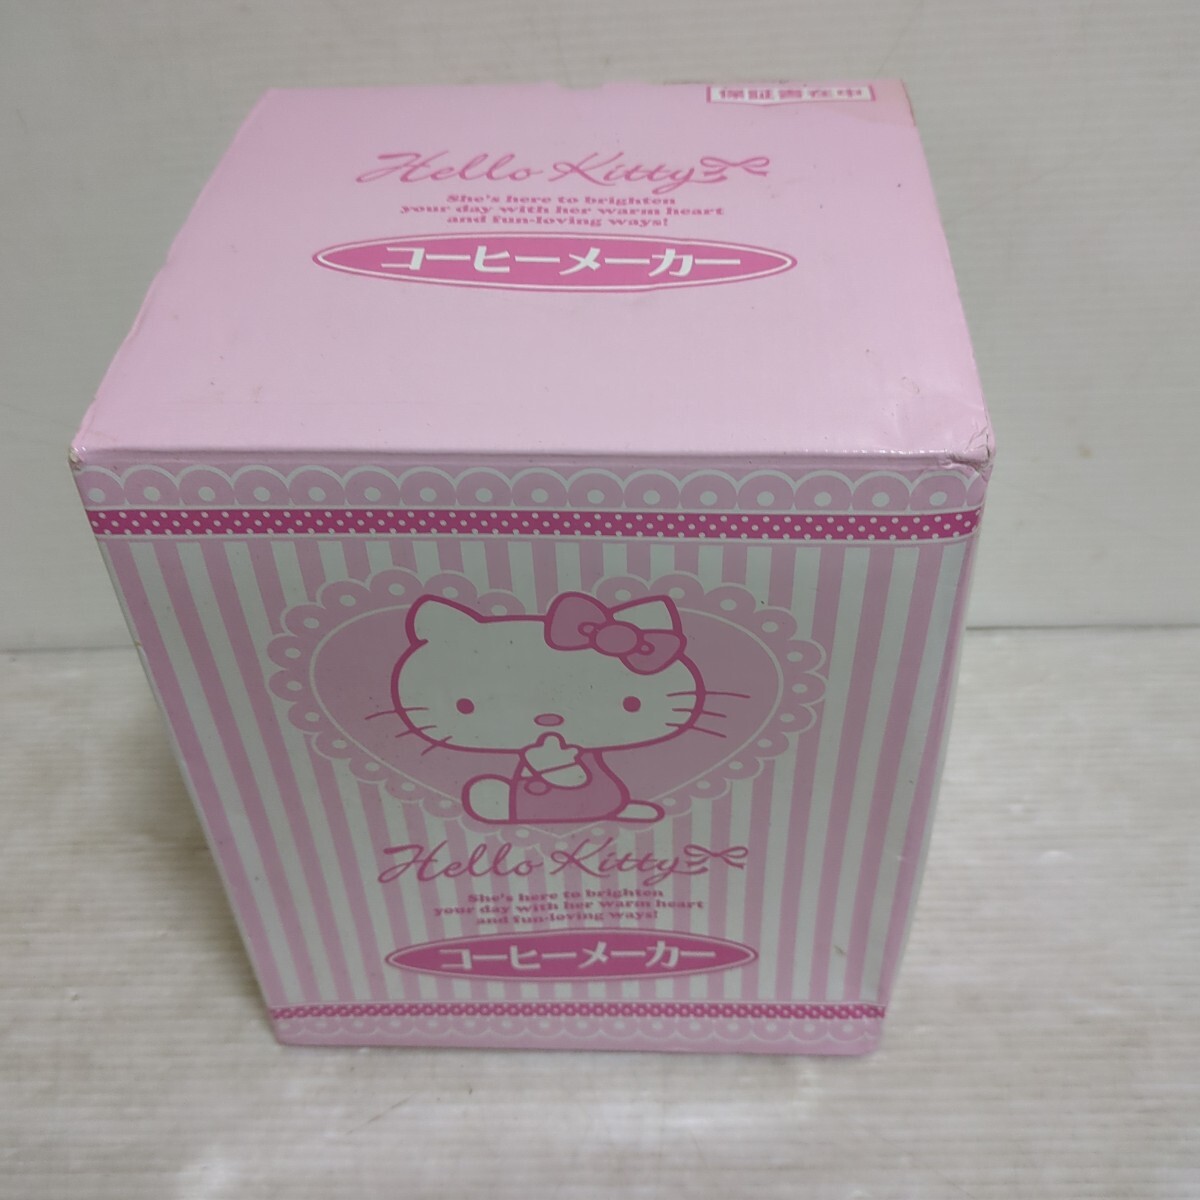 保証書在中
Hello Kitty
She's here to brighten
your day with her warm heart
and fun-loving ways!
コーヒーメーカー
Hello Kitty
She's here to brighten
your day with her warm heart
and fun-loving ways!
コーヒーメーカー